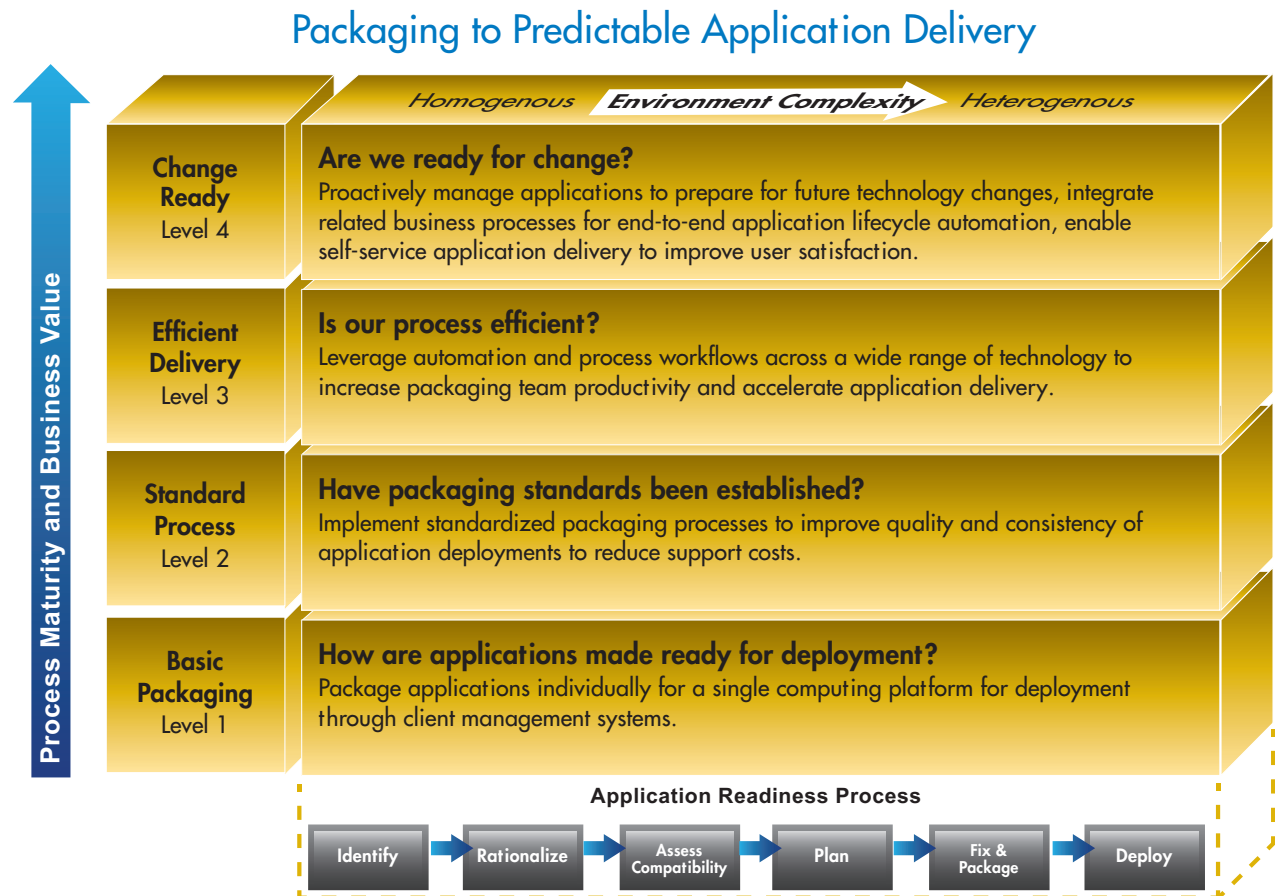 Packaging to Predictable Application Delivery
Homogenous Environment Complexity Heterogenous
Process Maturity and Business Value
Change
Ready
Level 4
Are we ready for change?
Proactively manage applications to prepare for future technology changes, integrate
related business processes for end-to-end application lifecycle automation, enable
self-service application delivery to improve user satisfaction.
Efficient
Delivery
Level 3
Is our process efficient?
Leverage automation and process workflows across a wide range of technology to
increase packaging team productivity and accelerate application delivery.
Standard
Process
Level 2
Have packaging standards been established?
Implement standardized packaging processes to improve quality and consistency of
application deployments to reduce support costs.
Basic
Packaging
Level 1
How are applications made ready for deployment?
Package applications individually for a single computing platform for deployment
through client management systems.
Application Readiness Process
Identify
Rationalize
Assess
Compatibility
Plan
Fix &
Package
Deploy